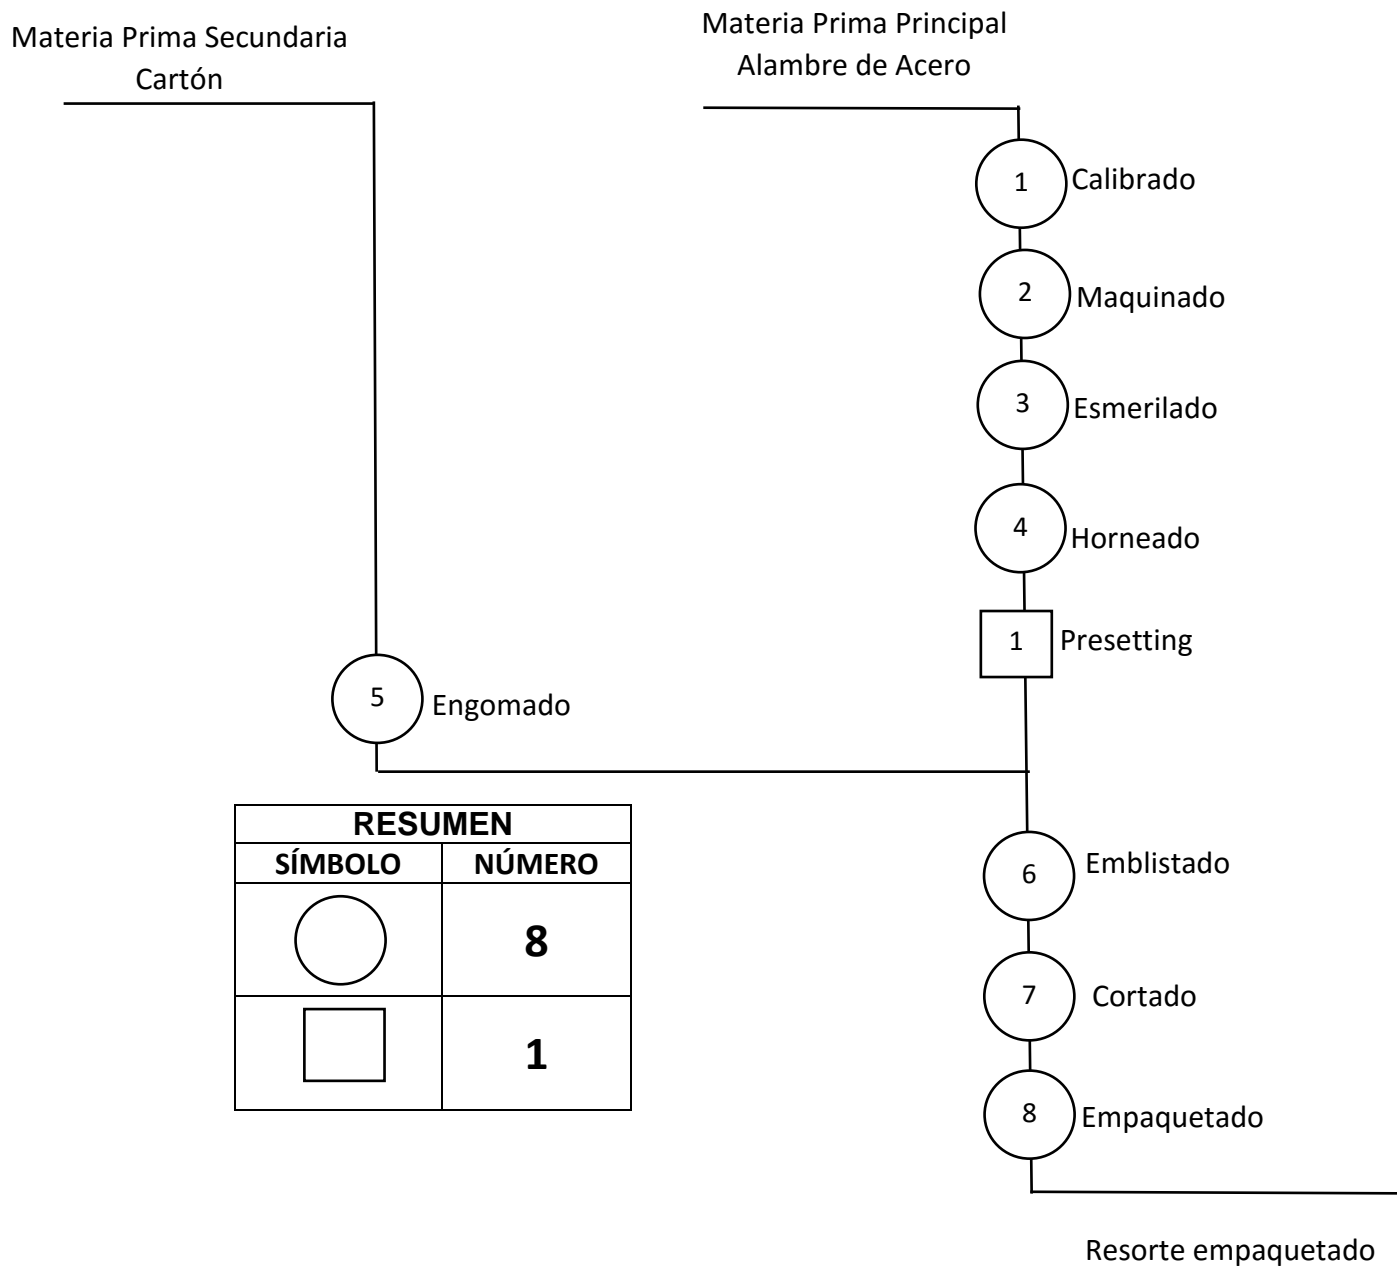 Materia Prima Secundaria
Cartón
Materia Prima Principal
Alambre de Acero
1 Calibrado
2 Maquinado
3 Esmerilado
4 Horneado
1 Presetting
5 Engomado
RESUMEN
SÍMBOLO NÚMERO
8
1
6 Emblistado
7 Cortado
8 Empaquetado
Resorte empaquetado